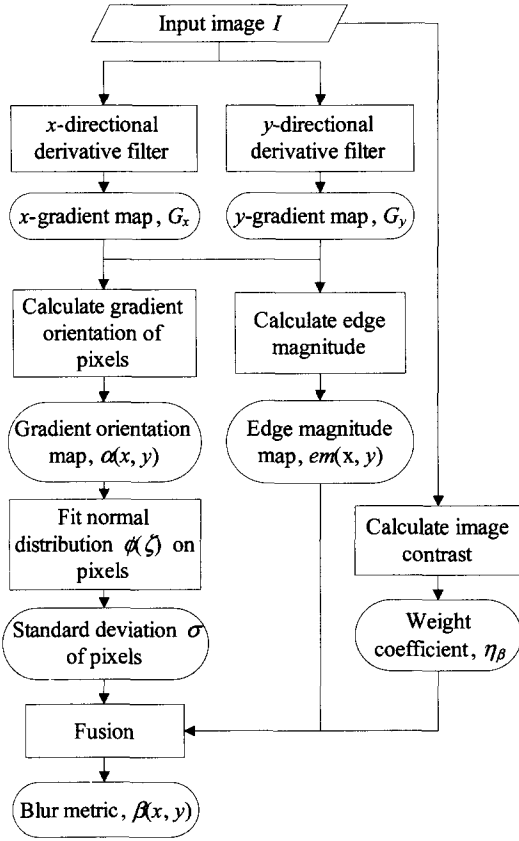 Input image I
x-directional
derivative filter
y-directional
derivative filter
x-gradient map , Gₓ
y-gradient map , Gᵧ
Calculate gradient
orientation of
pixels
Calculate edge
magnitude
Gradient orientation
map, α(x, y)
Edge magnitude
map, em(x, y)
Fit normal
distribution ϕ(ζ) on
pixels
Calculate image
contrast
Standard deviation σ
of pixels
Weight
coefficient , ηᵦ
Fusion
Blur metric , β(x, y)